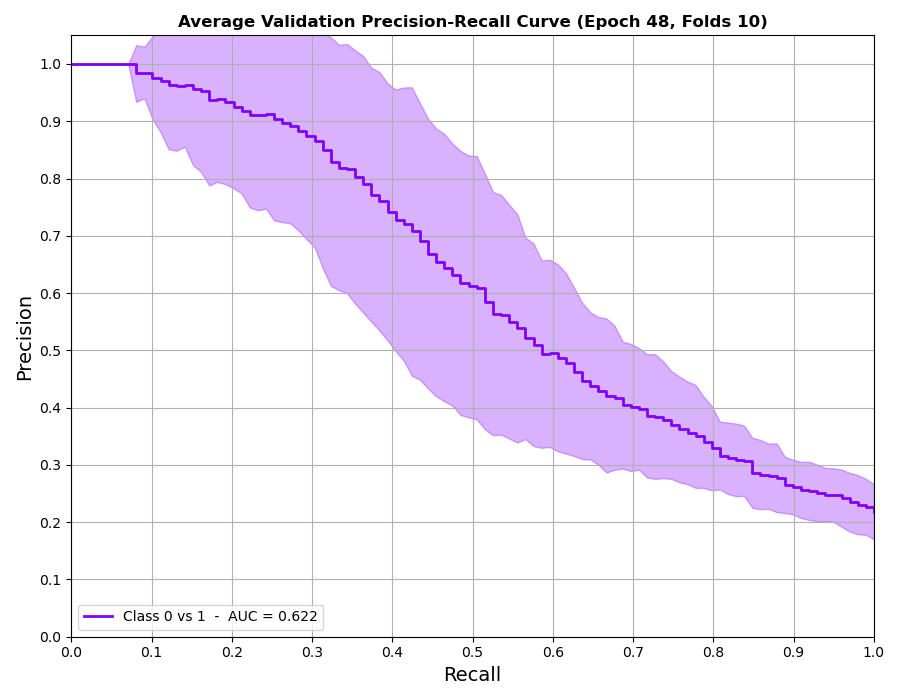 Average Validation Precision-Recall Curve (Epoch 48, Folds 10)
Precision
1.0
0.9
0.8
0.7
0.6
0.5
0.4
0.3
0.2
0.1
0.0
Class 0 vs 1 - AUC = 0.622
0.0 0.1 0.2 0.3 0.4 0.5 0.6 0.7 0.8 0.9 1.0
Recall